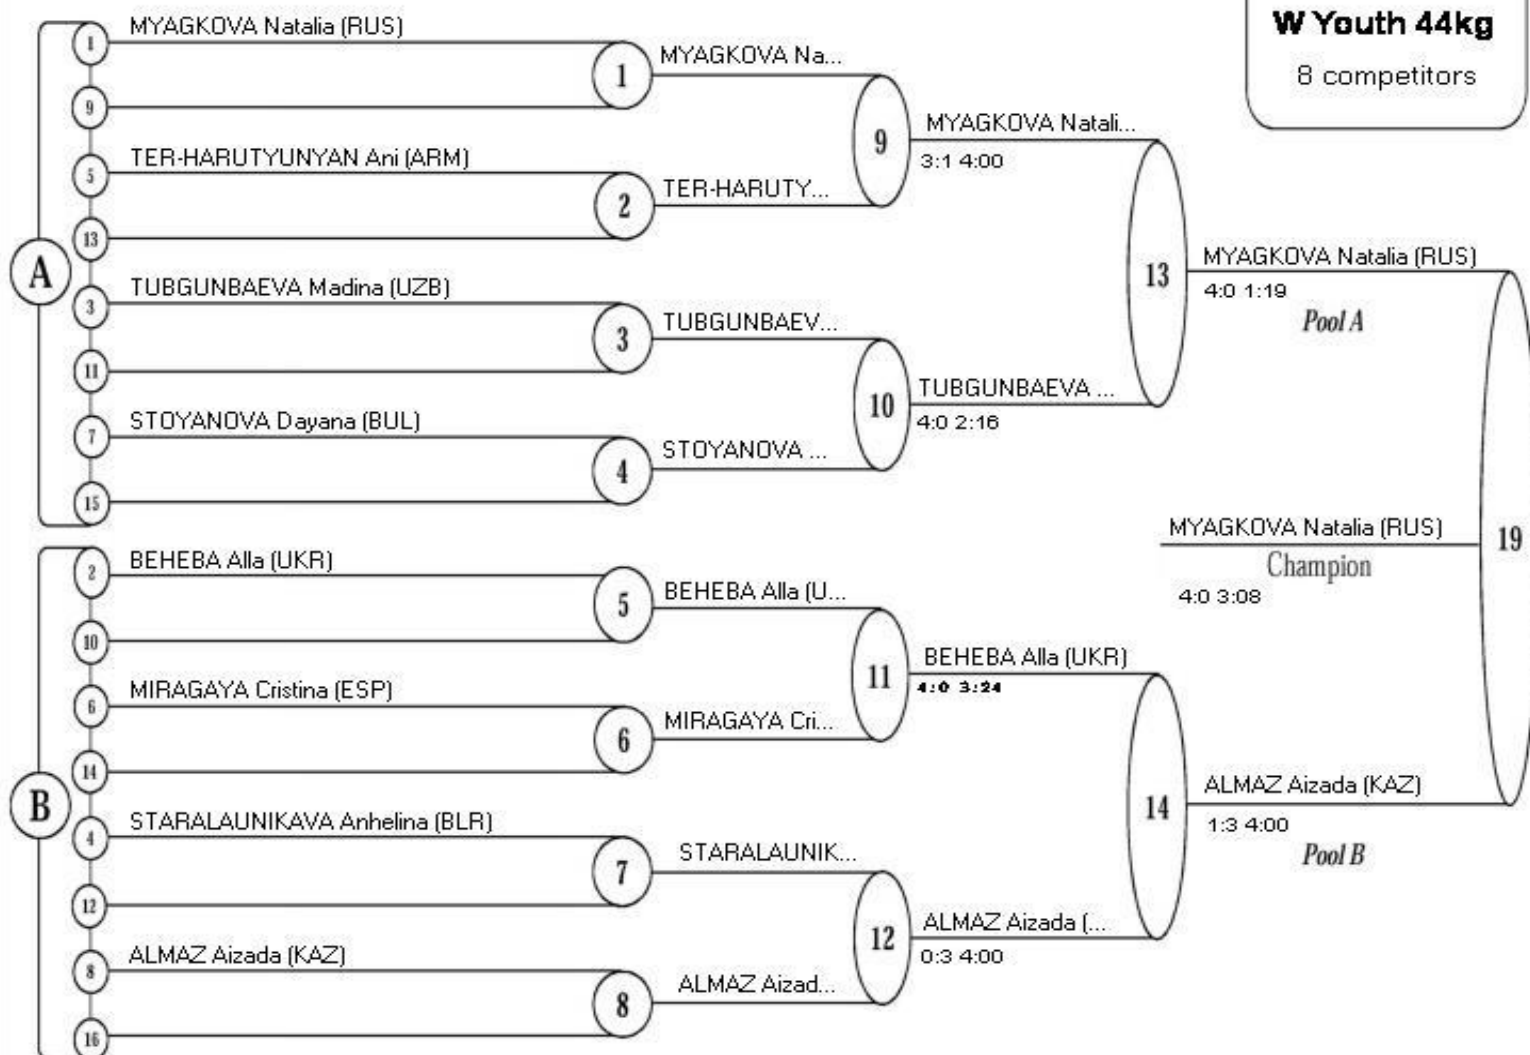 W Youth 44kg
8 competitors
A
1
MYAGKOVA Natalia (RUS)
9
5
TER-HARUTYUNYAN Ani (ARM)
13
3
TUBGUNBAEVA Madina (UZB)
11
7
STOYANOVA Dayana (BUL)
15
B
2
BEHEBA Alla (UKR)
10
6
MIRAGAYA Cristina (ESP)
14
4
STARALAUNIKAVA Anhelina (BLR)
12
8
ALMAZ Aizada (KAZ)
16
1
MYAGKOVA Na...
2
TER-HARUTY...
3
TUBGUNBAEV...
4
STOYANOVA ...
5
BEHEBA Alla (U...
6
MIRAGAYA Cri...
7
STARALAUNIK...
8
ALMAZ Aizad...
9
MYAGKOVA Natali...
3:1 4:00
10
TUBGUNBAEVA ...
4:0 2:16
11
BEHEBA Alla (UKR)
4:0 3:24
12
ALMAZ Aizada (...
0:3 4:00
13
MYAGKOVA Natalia (RUS)
4:0 1:19
Pool A
14
ALMAZ Aizada (KAZ)
1:3 4:00
Pool B
19
MYAGKOVA Natalia (RUS)
Champion
4:0 3:08